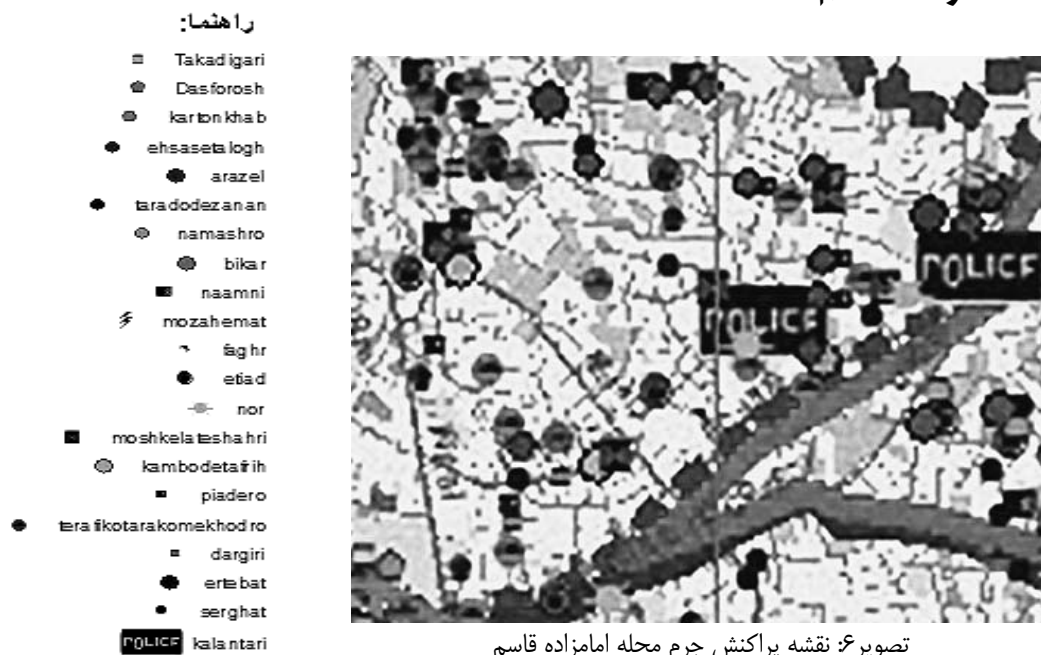 راهنما:
Takadigari
Dasforosh
kartonkhab
ehsasetalogh
arazel
taradodezanan
namashro
bikar
naamni
mozahemat
faghr
etiad
nor
moshkelateshahri
kambodetafrih
piadero
terafikotarakomekhodro
dargiri
ertebat
serghat
POLICE kalantari
POLICE
POLICE
تصویر۶: نقشه پراکنش جرم محله امامزاده قاسم